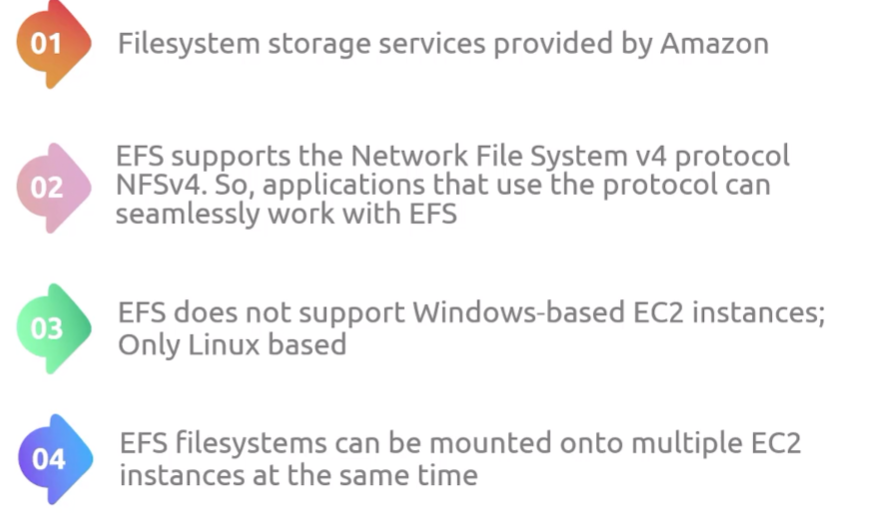 01 Filesystem storage services provided by Amazon
EFS supports the Network File System v4 protocol
02 NFSv4. So, applications that use the protocol can
seamlessly work with EFS
03 EFS does not support Windows-based EC2 instances;
Only Linux based
04 EFS filesystems can be mounted onto multiple EC2
instances at the same time